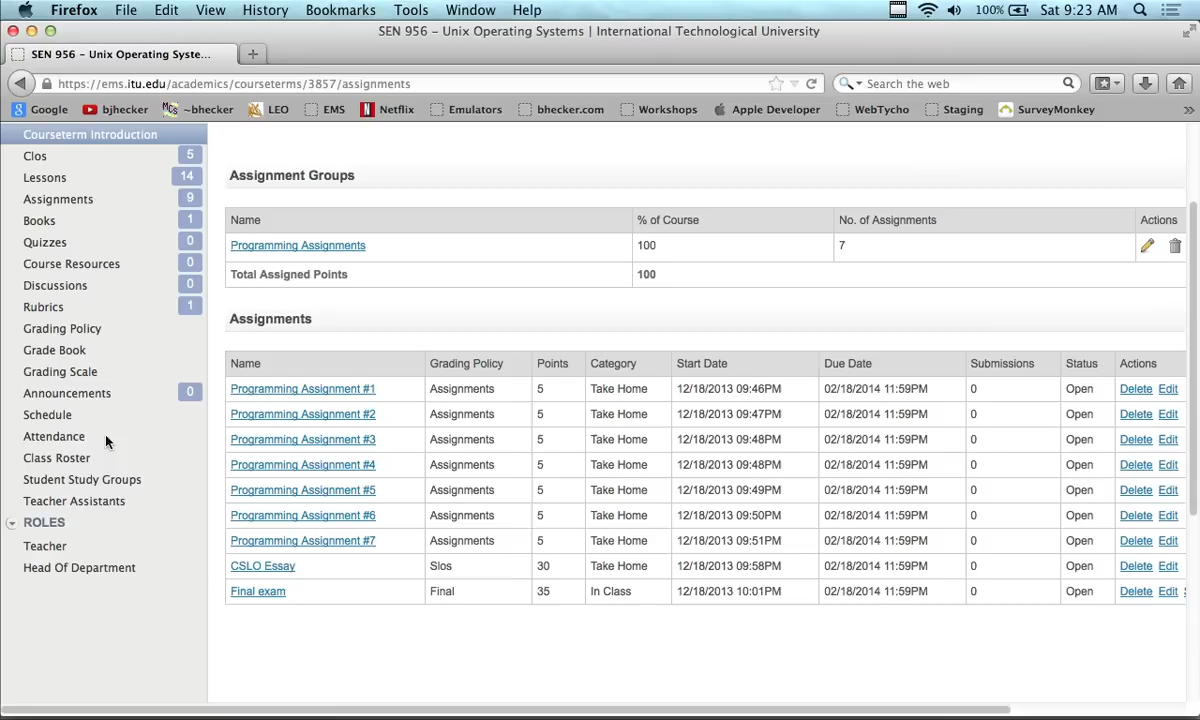 Firefox File Edit View History Bookmarks Tools Window Help 100% Sat 9:23 AM
SEN 956 – Unix Operating Systems | International Technological University
SEN 956 – Unix Operating Syste...
https://ems.itu.edu/academics/courseterms/3857/assignments Search the web
Google bjhecker ~bhecker LEO EMS Netflix Emulators bhecker.com Workshops Apple Developer WebTycho Staging SurveyMonkey
Courseterm Introduction
Clos 5
Lessons 14
Assignments 9
Books 1
Quizzes 0
Course Resources 0
Discussions 0
Rubrics 1
Grading Policy
Grade Book
Grading Scale
Announcements 0
Schedule
Attendance
Class Roster
Student Study Groups
Teacher Assistants
ROLES
Teacher
Head Of Department
Assignment Groups
Name % of Course No. of Assignments Actions
Programming Assignments 100 7
Total Assigned Points 100
Assignments
Name Grading Policy Points Category Start Date Due Date Submissions Status Actions
Programming Assignment #1 Assignments 5 Take Home 12/18/2013 09:46PM 02/18/2014 11:59PM 0 Open Delete Edit
Programming Assignment #2 Assignments 5 Take Home 12/18/2013 09:47PM 02/18/2014 11:59PM 0 Open Delete Edit
Programming Assignment #3 Assignments 5 Take Home 12/18/2013 09:48PM 02/18/2014 11:59PM 0 Open Delete Edit
Programming Assignment #4 Assignments 5 Take Home 12/18/2013 09:48PM 02/18/2014 11:59PM 0 Open Delete Edit
Programming Assignment #5 Assignments 5 Take Home 12/18/2013 09:49PM 02/18/2014 11:59PM 0 Open Delete Edit
Programming Assignment #6 Assignments 5 Take Home 12/18/2013 09:50PM 02/18/2014 11:59PM 0 Open Delete Edit
Programming Assignment #7 Assignments 5 Take Home 12/18/2013 09:51PM 02/18/2014 11:59PM 0 Open Delete Edit
CSLO Essay Slos 30 Take Home 12/18/2013 09:58PM 02/18/2014 11:59PM 0 Open Delete Edit
Final exam Final 35 In Class 12/18/2013 10:01PM 02/18/2014 11:59PM 0 Open Delete Edit